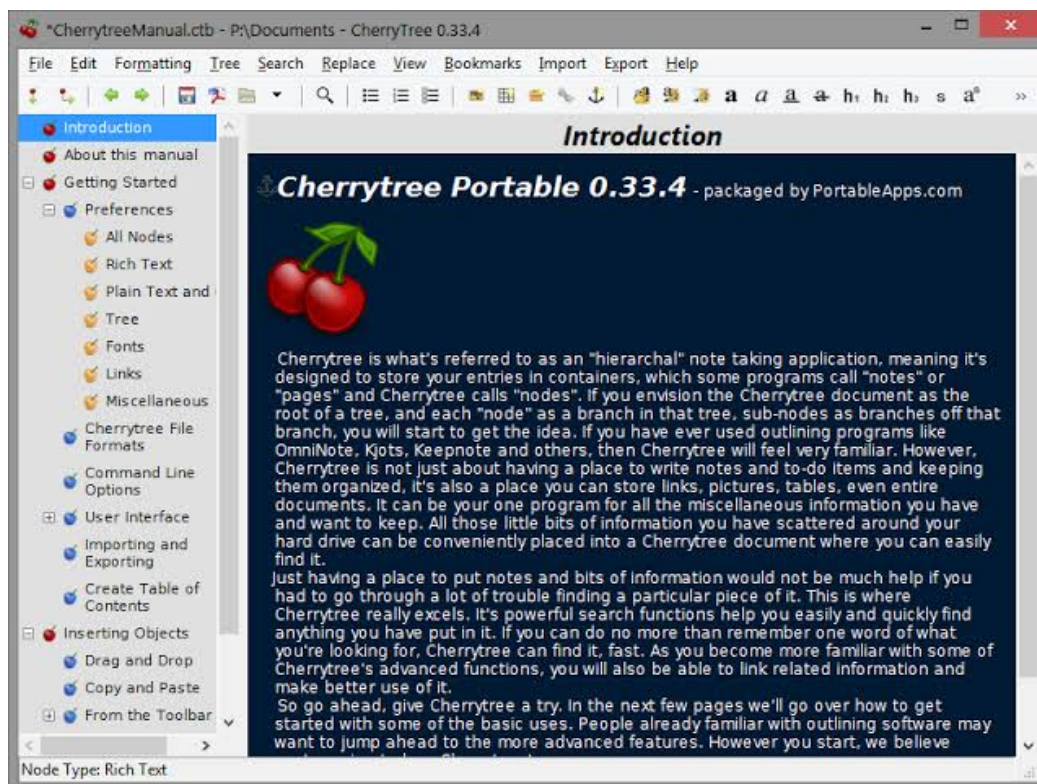 *CherrytreeManual.ctb - P:\Documents - CherryTree 0.33.4
File Edit Formatting Tree Search Replace View Bookmarks Import Export Help
a a a a h₁ h₂ h₃ s aᵃ »
Introduction
About this manual
Getting Started
Preferences
All Nodes
Rich Text
Plain Text and
Tree
Fonts
Links
Miscellaneous
Cherrytree File
Formats
Command Line
Options
User Interface
Importing and
Exporting
Create Table of
Contents
Inserting Objects
Drag and Drop
Copy and Paste
From the Toolbar
Introduction
Cherrytree Portable 0.33.4 - packaged by PortableApps.com
Cherrytree is what's referred to as an "hierarchal" note taking application, meaning it's
designed to store your entries in containers, which some programs call "notes" or
"pages" and Cherrytree calls "nodes". If you envision the Cherrytree document as the
root of a tree, and each "node" as a branch in that tree, sub-nodes as branches off that
branch, you will start to get the idea. If you have ever used outlining programs like
OmniNote, Kjots, Keepnote and others, then Cherrytree will feel very familiar. However,
Cherrytree is not just about having a place to write notes and to-do items and keeping
them organized, it's also a place you can store links, pictures, tables, even entire
documents. It can be your one program for all the miscellaneous information you have
and want to keep. All those little bits of information you have scattered around your
hard drive can be conveniently placed into a Cherrytree document where you can easily
find it.
Just having a place to put notes and bits of information would not be much help if you
had to go through a lot of trouble finding a particular piece of it. This is where
Cherrytree really excels. It's powerful search functions help you easily and quickly find
anything you have put in it. If you can do no more than remember one word of what
you're looking for, Cherrytree can find it, fast. As you become more familiar with some of
Cherrytree's advanced functions, you will also be able to link related information and
make better use of it.
So go ahead, give Cherrytree a try. In the next few pages we'll go over how to get
started with some of the basic uses. People already familiar with outlining software may
want to jump ahead to the more advanced features. However you start, we believe
Node Type: Rich Text